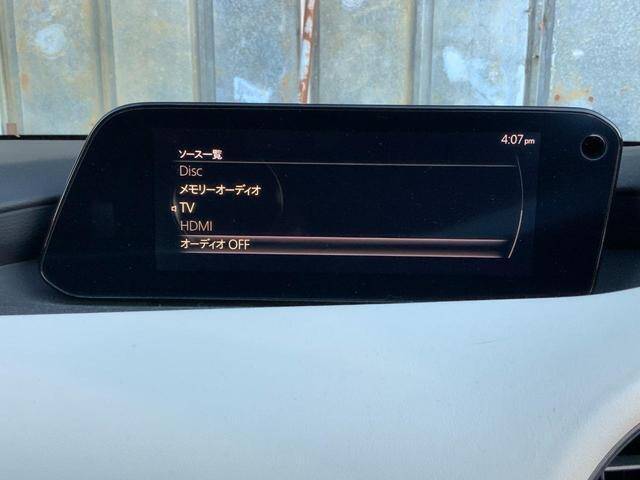 4:07pm
ソース一覧
Disc
メモリーオーディオ
TV
HDMI
オーディオ OFF